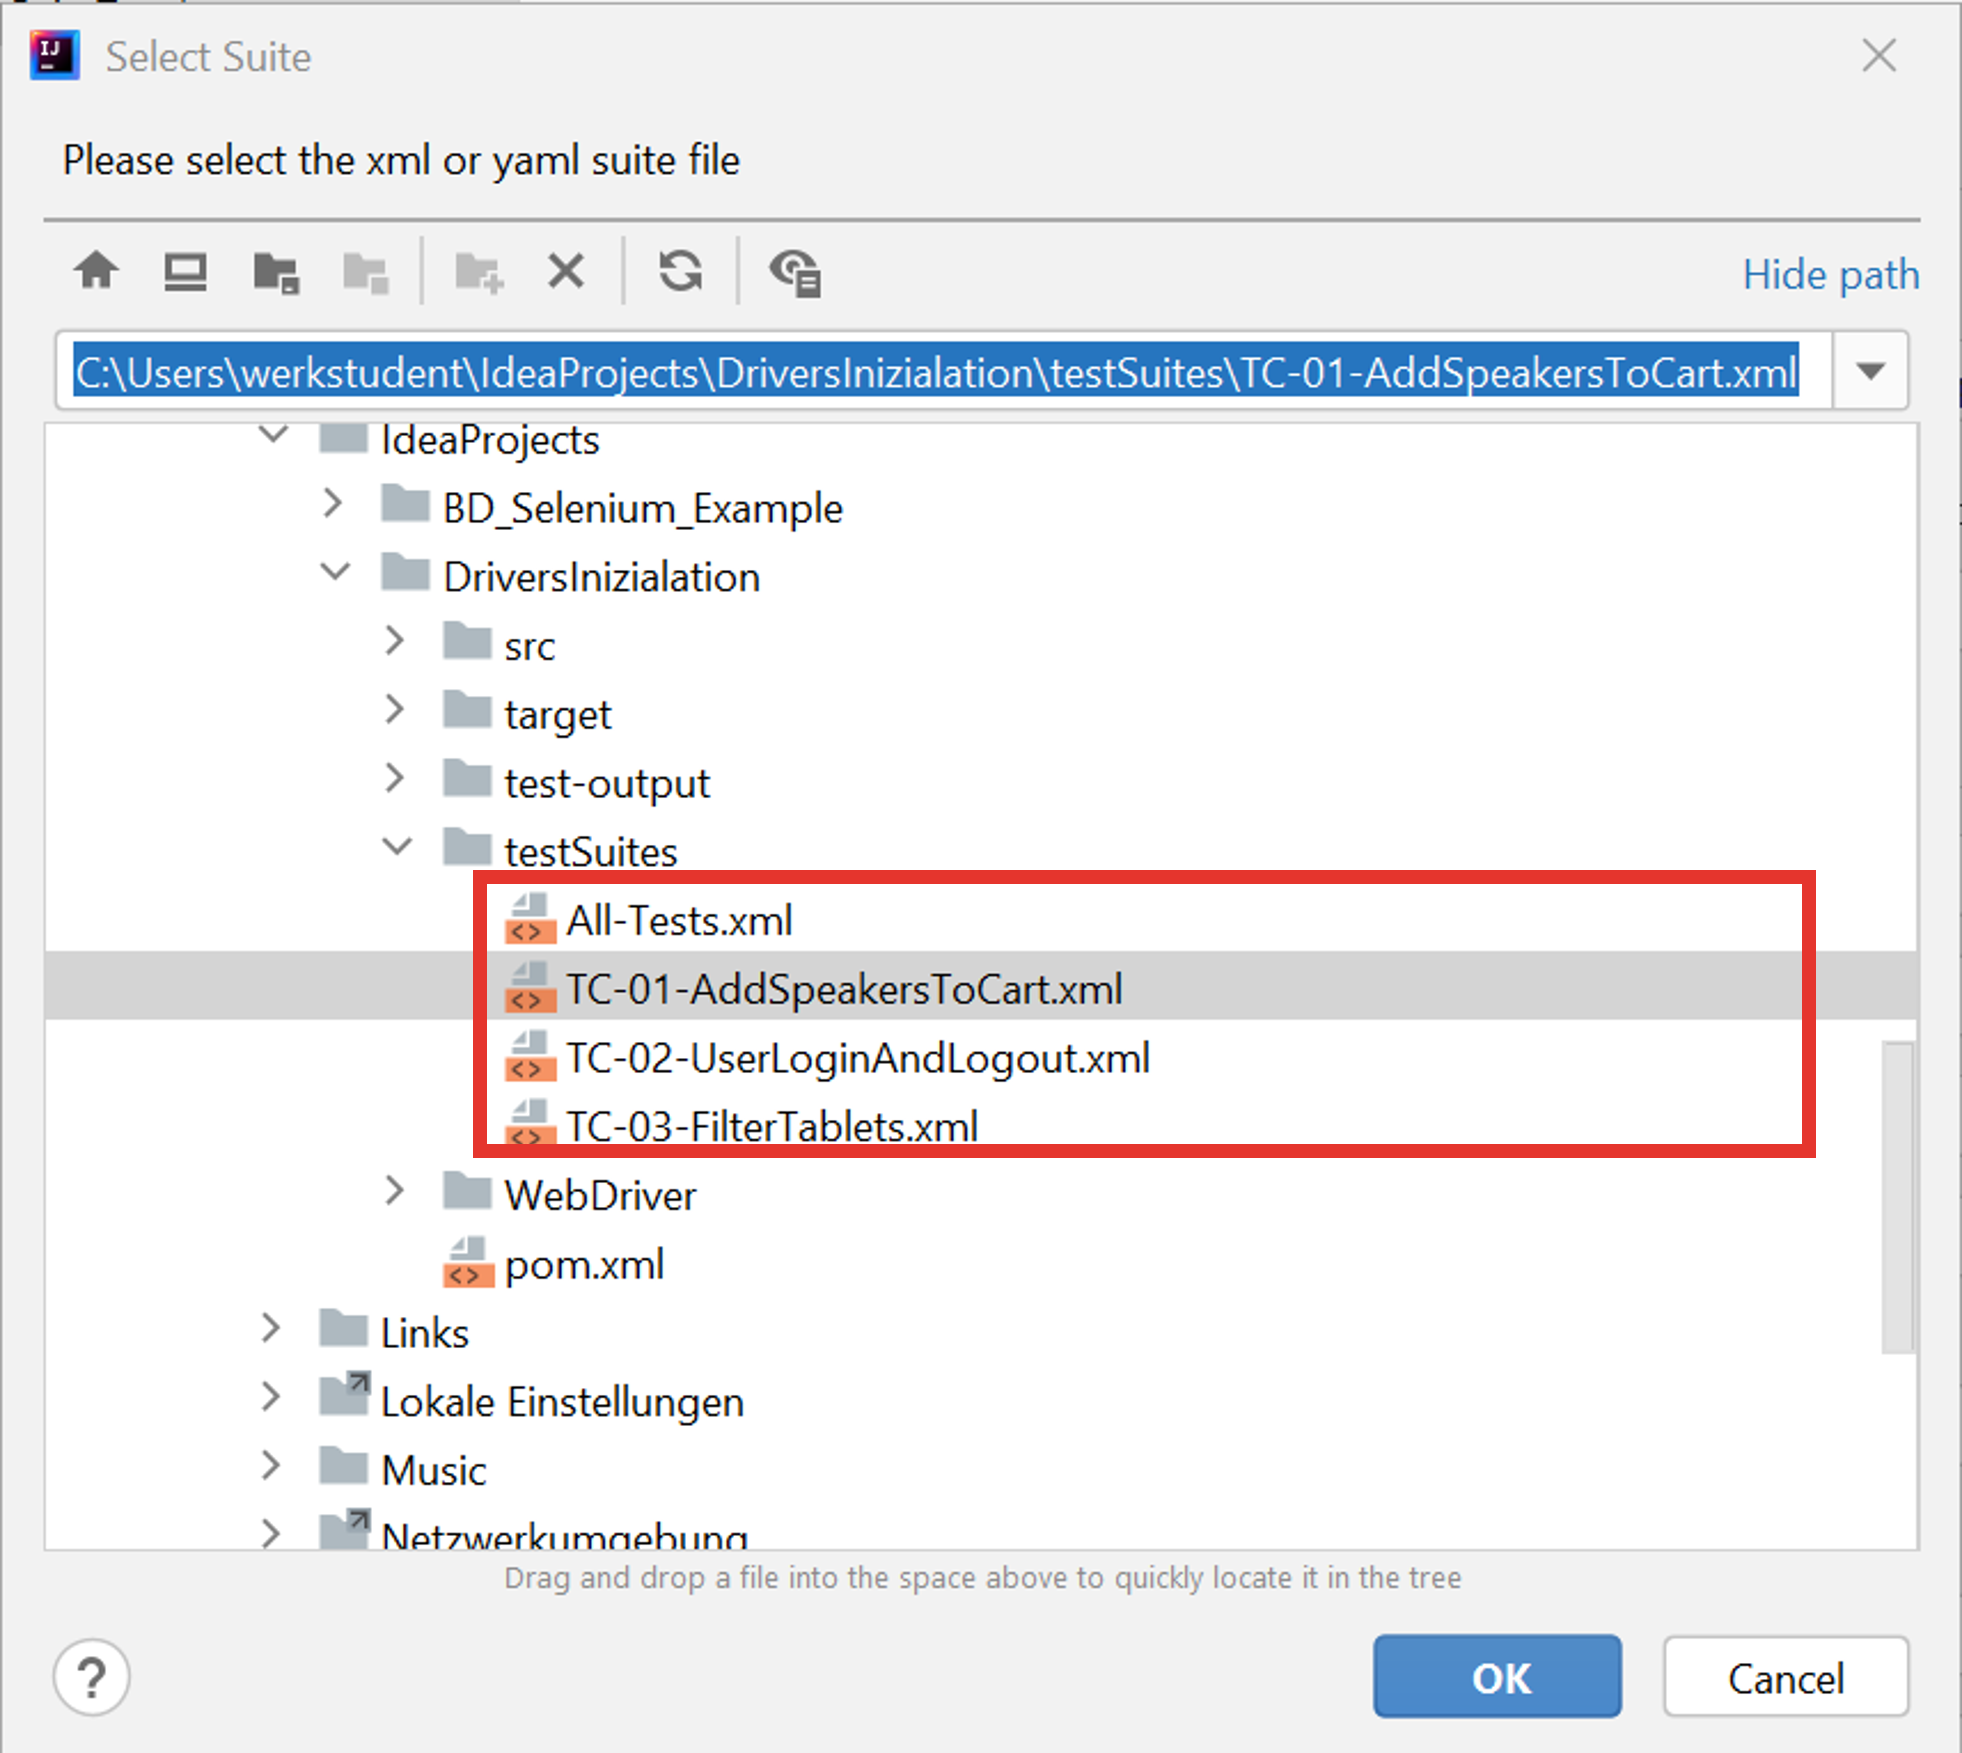 Select Suite
Please select the xml or yaml suite file
Hide path
C:\Users\werkstudent\IdeaProjects\DriversInizialation\testSuites\TC-01-AddSpeakersToCart.xml
IdeaProjects
BD_Selenium_Example
DriversInizialation
src
target
test-output
testSuites
All-Tests.xml
TC-01-AddSpeakersToCart.xml
TC-02-UserLoginAndLogout.xml
TC-03-FilterTablets.xml
WebDriver
pom.xml
Links
Lokale Einstellungen
Music
Netzwerkumgebung
Drag and drop a file into the space above to quickly locate it in the tree
?
OK
Cancel